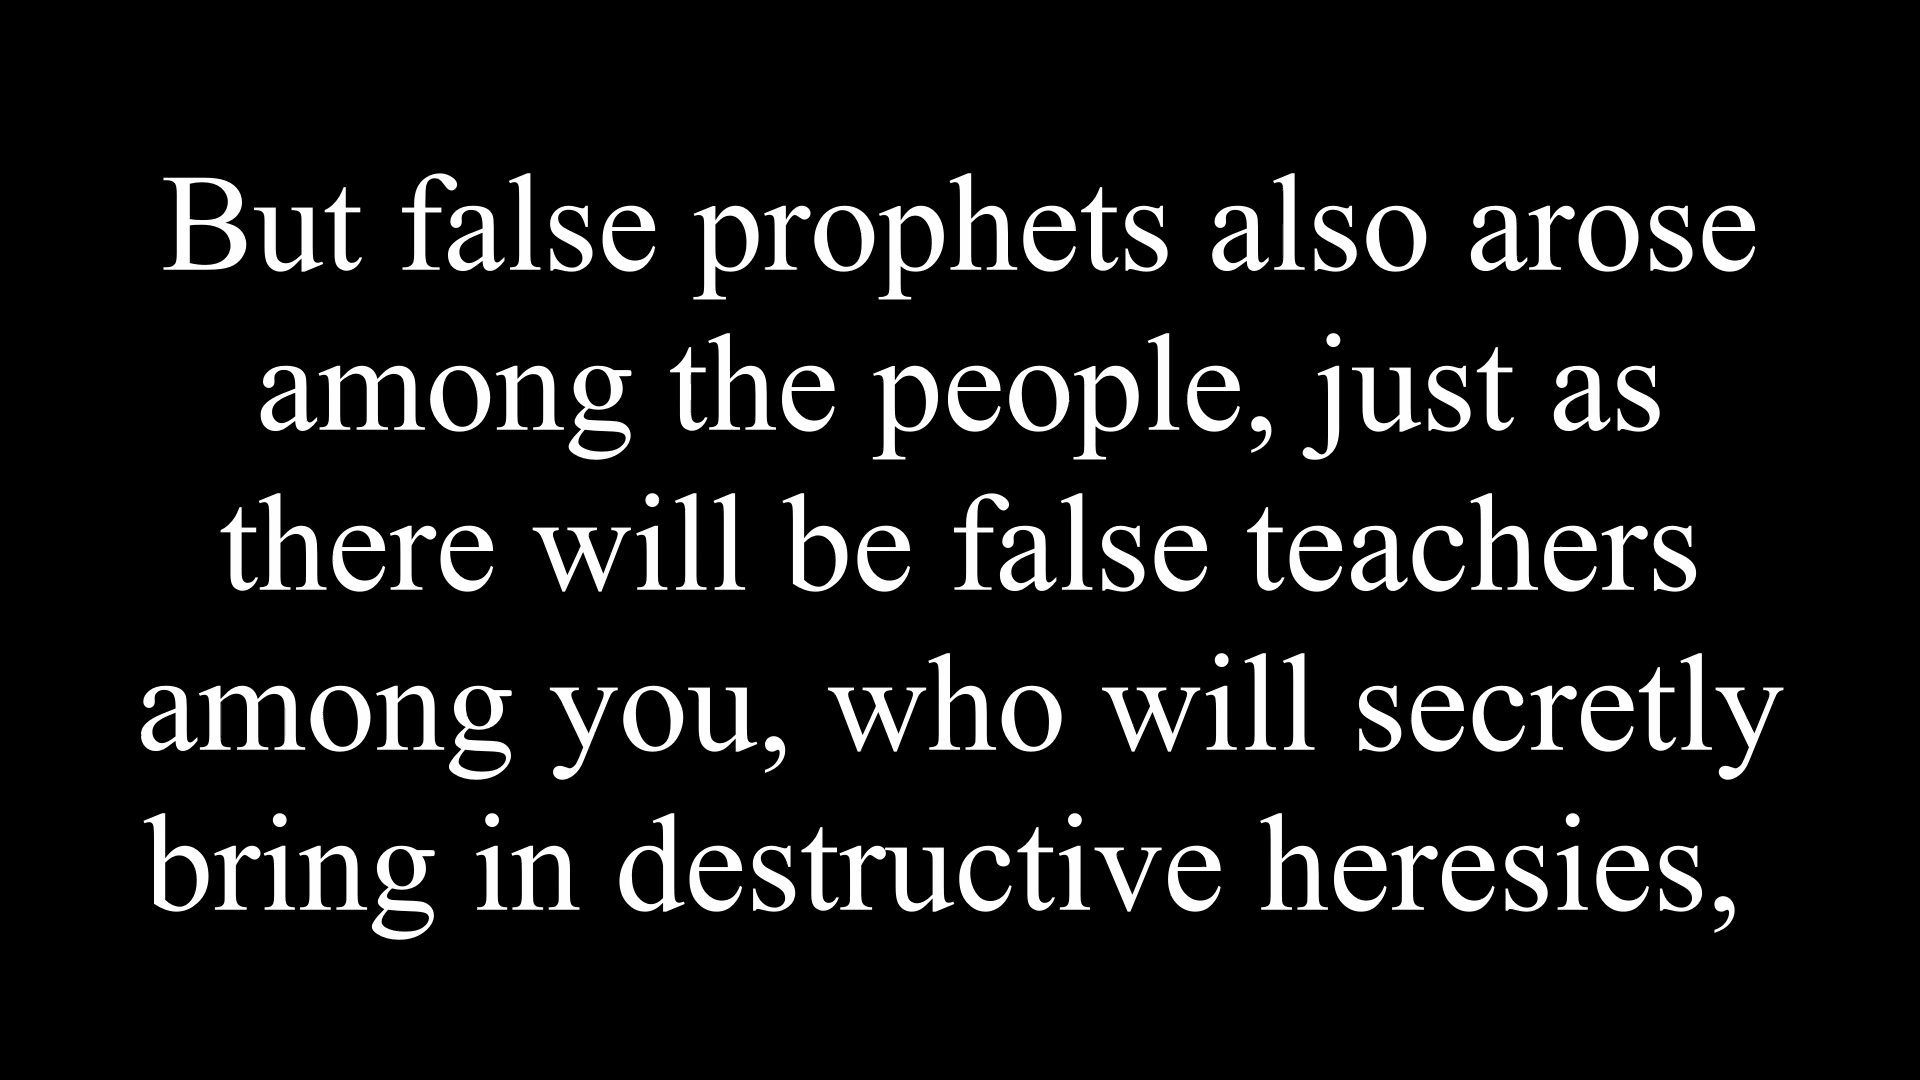 But false prophets also arose
among the people, just as
there will be false teachers
among you, who will secretly
bring in destructive heresies,